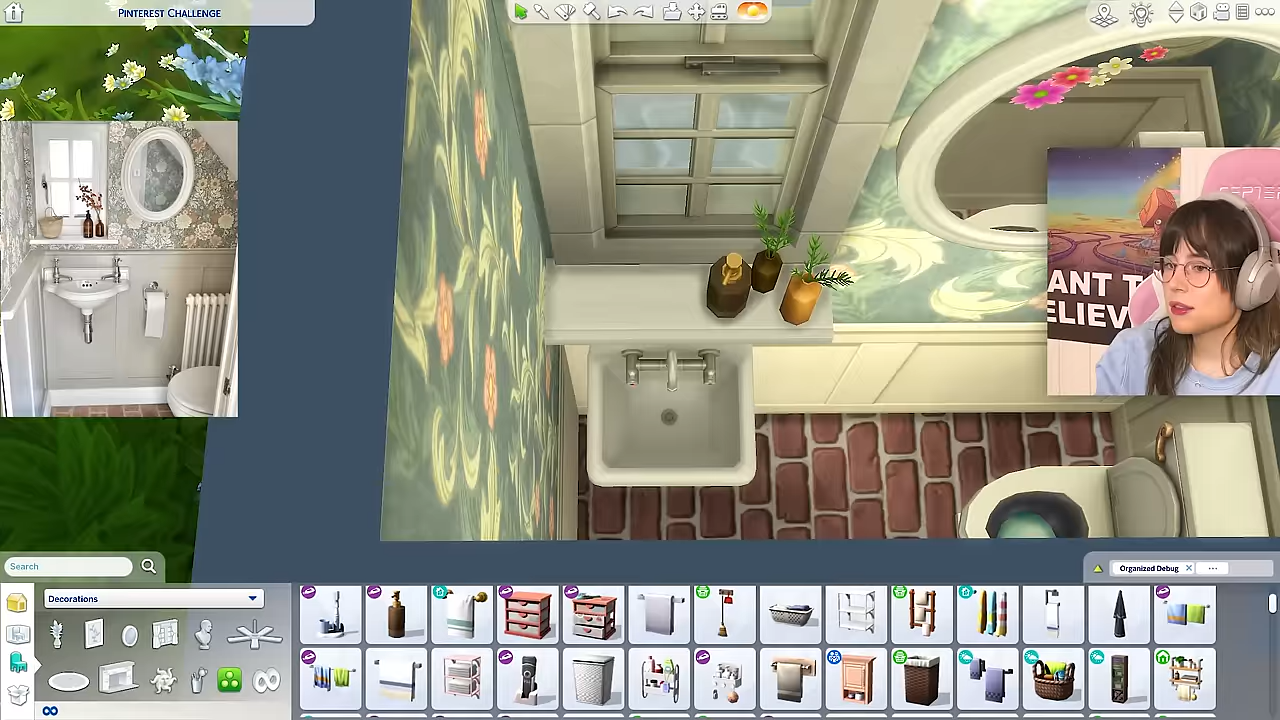 PINTEREST CHALLENGE
ANT T
ELIEV
Search
Organized Debug
Decorations